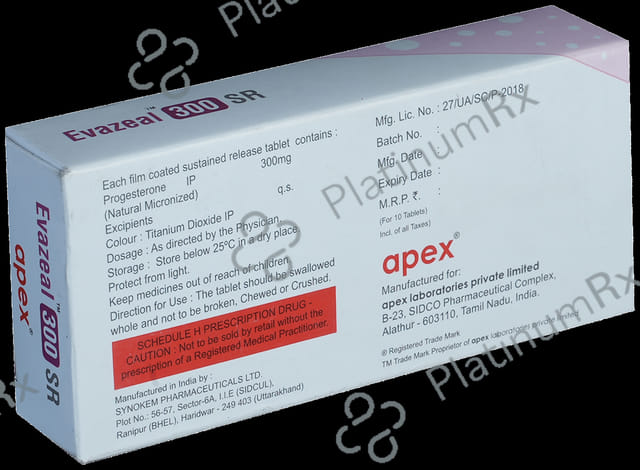 Evazeal™ 300 SR
Each film coated sustained release tablet contains :
Progesterone IP 300mg
(Natural Micronized)
Excipients q.s.
Colour : Titanium Dioxide IP
Dosage : As directed by the Physician.
Storage : Store below 25°C in a dry place.
Protect from light.
Keep medicines out of reach of children.
Direction for Use : The tablet should be swallowed
whole and not to be broken, Chewed or Crushed.
SCHEDULE H PRESCRIPTION DRUG -
CAUTION : Not to be sold by retail without the
prescription of a Registered Medical Practitioner.
Manufactured in India by :
SYNOKEM PHARMACEUTICALS LTD.
Plot No.: 56-57, Sector-6A, I.I.E (SIDCUL),
Ranipur (BHEL), Haridwar - 249 403 (Uttarakhand)
Mfg. Lic. No. : 27/UA/SC/P-2018
Batch No. :
Mfg. Date :
Expiry Date :
M.R.P. ₹. :
(For 10 Tablets)
Incl. of all Taxes)
apex®
Manufactured for:
apex laboratories private limited
B-23, SIDCO Pharmaceutical Complex,
Alathur - 603110, Tamil Nadu, India.
® Registered Trade Mark
TM Trade Mark Proprietor of apex laboratories private limited
Evazeal™ 300 SR
apex®
PlatinumRx
PlatinumRx
PlatinumRx
Rx